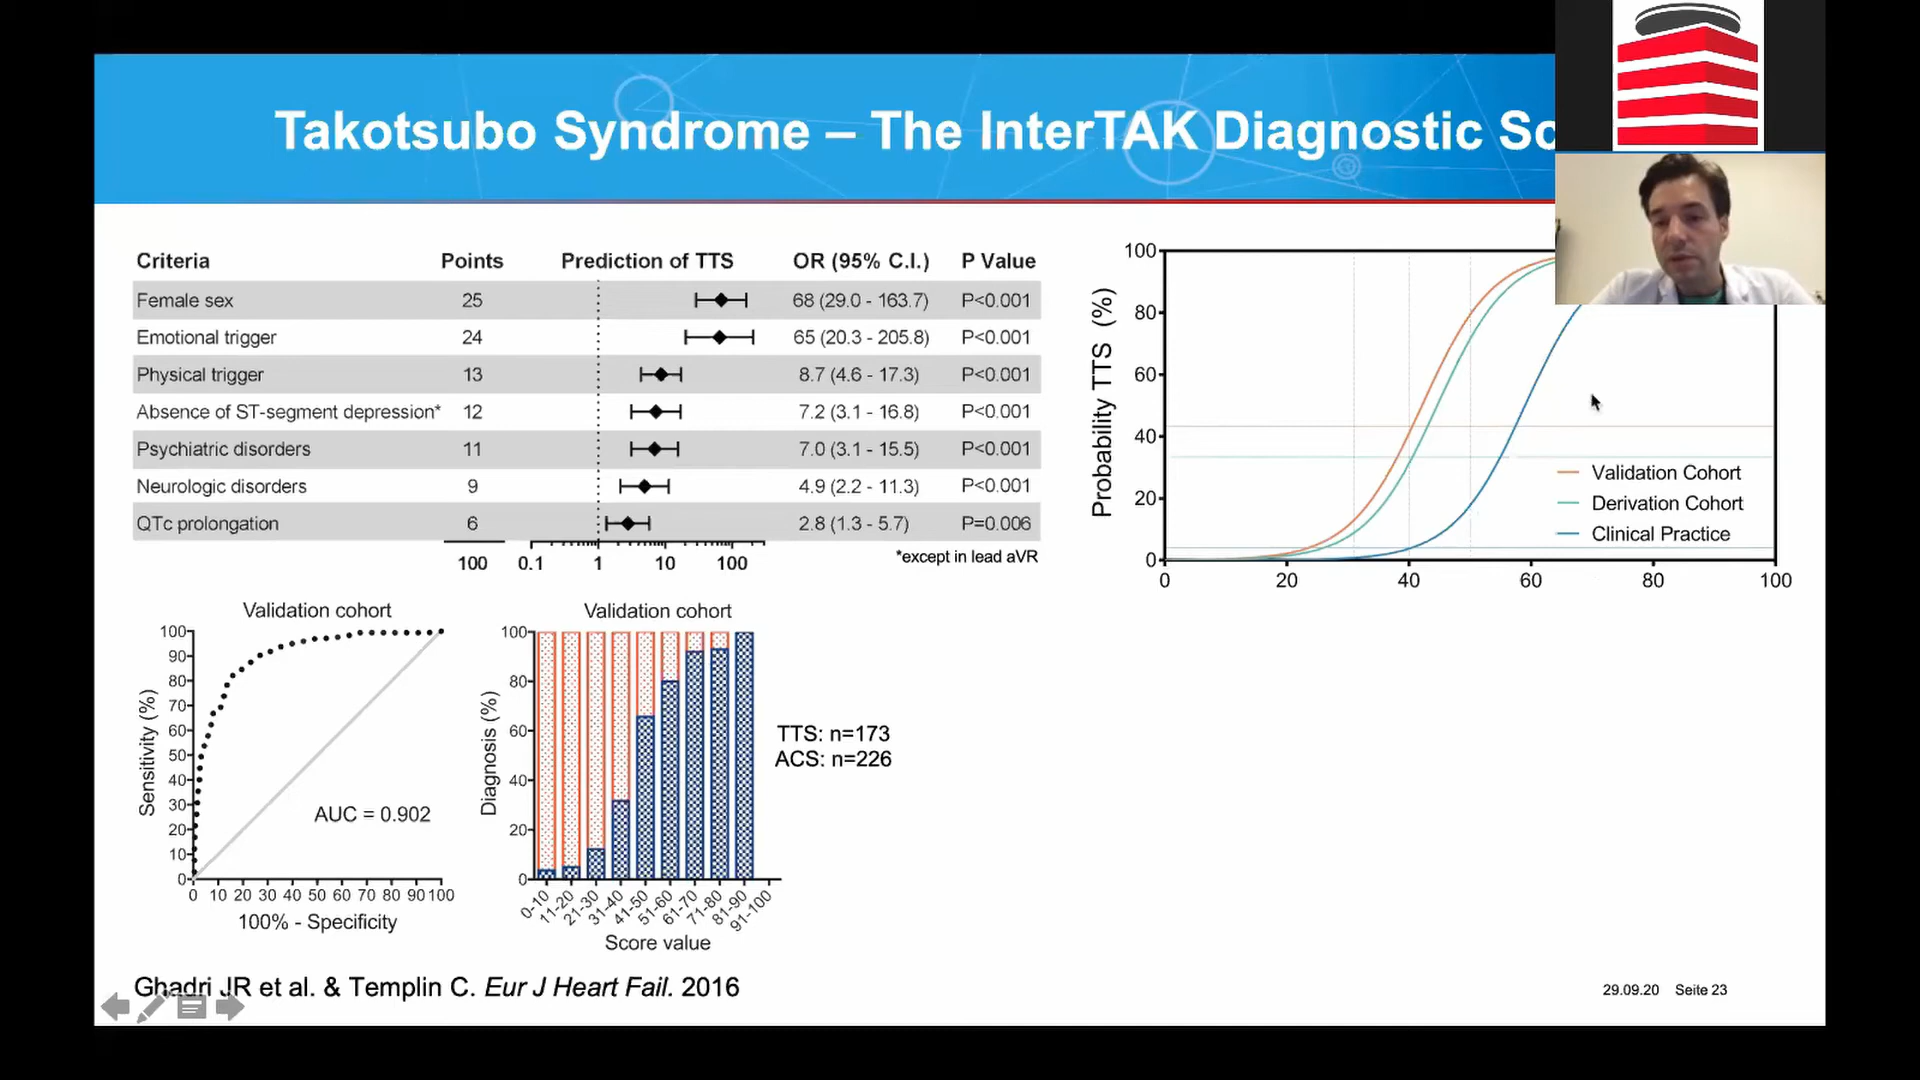 Takotsubo Syndrome – The InterTAK Diagnostic Sc
Criteria Points Prediction of TTS OR (95% C.I.) P Value
Female sex 25 68 (29.0 - 163.7) P<0.001
Emotional trigger 24 65 (20.3 - 205.8) P<0.001
Physical trigger 13 8.7 (4.6 - 17.3) P<0.001
Absence of ST-segment depression* 12 7.2 (3.1 - 16.8) P<0.001
Psychiatric disorders 11 7.0 (3.1 - 15.5) P<0.001
Neurologic disorders 9 4.9 (2.2 - 11.3) P<0.001
QTc prolongation 6 2.8 (1.3 - 5.7) P=0.006
100 0.1 1 10 100
*except in lead aVR
Probability TTS (%)
100
80
60
40
20
0
0 20 40 60 80 100
Validation Cohort
Derivation Cohort
Clinical Practice
Validation cohort
Sensitivity (%)
100
90
80
70
60
50
40
30
20
10
0
AUC = 0.902
0 10 20 30 40 50 60 70 80 90 100
100% - Specificity
Validation cohort
Diagnosis (%)
100
80
60
40
20
0
0-10 11-20 21-30 31-40 41-50 51-60 61-70 71-80 81-90 91-100
Score value
TTS: n=173
ACS: n=226
Ghadri JR et al. & Templin C. Eur J Heart Fail. 2016
29.09.20 Seite 23